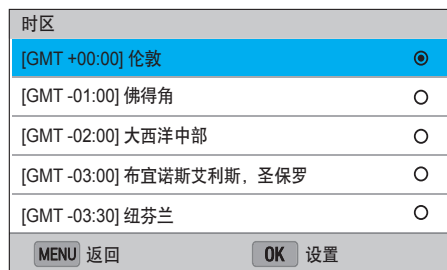 时区
[GMT +00:00] 伦敦
[GMT -01:00] 佛得角
[GMT -02:00] 大西洋中部
[GMT -03:00] 布宜诺斯艾利斯，圣保罗
[GMT -03:30] 纽芬兰
MENU 返回 OK 设置